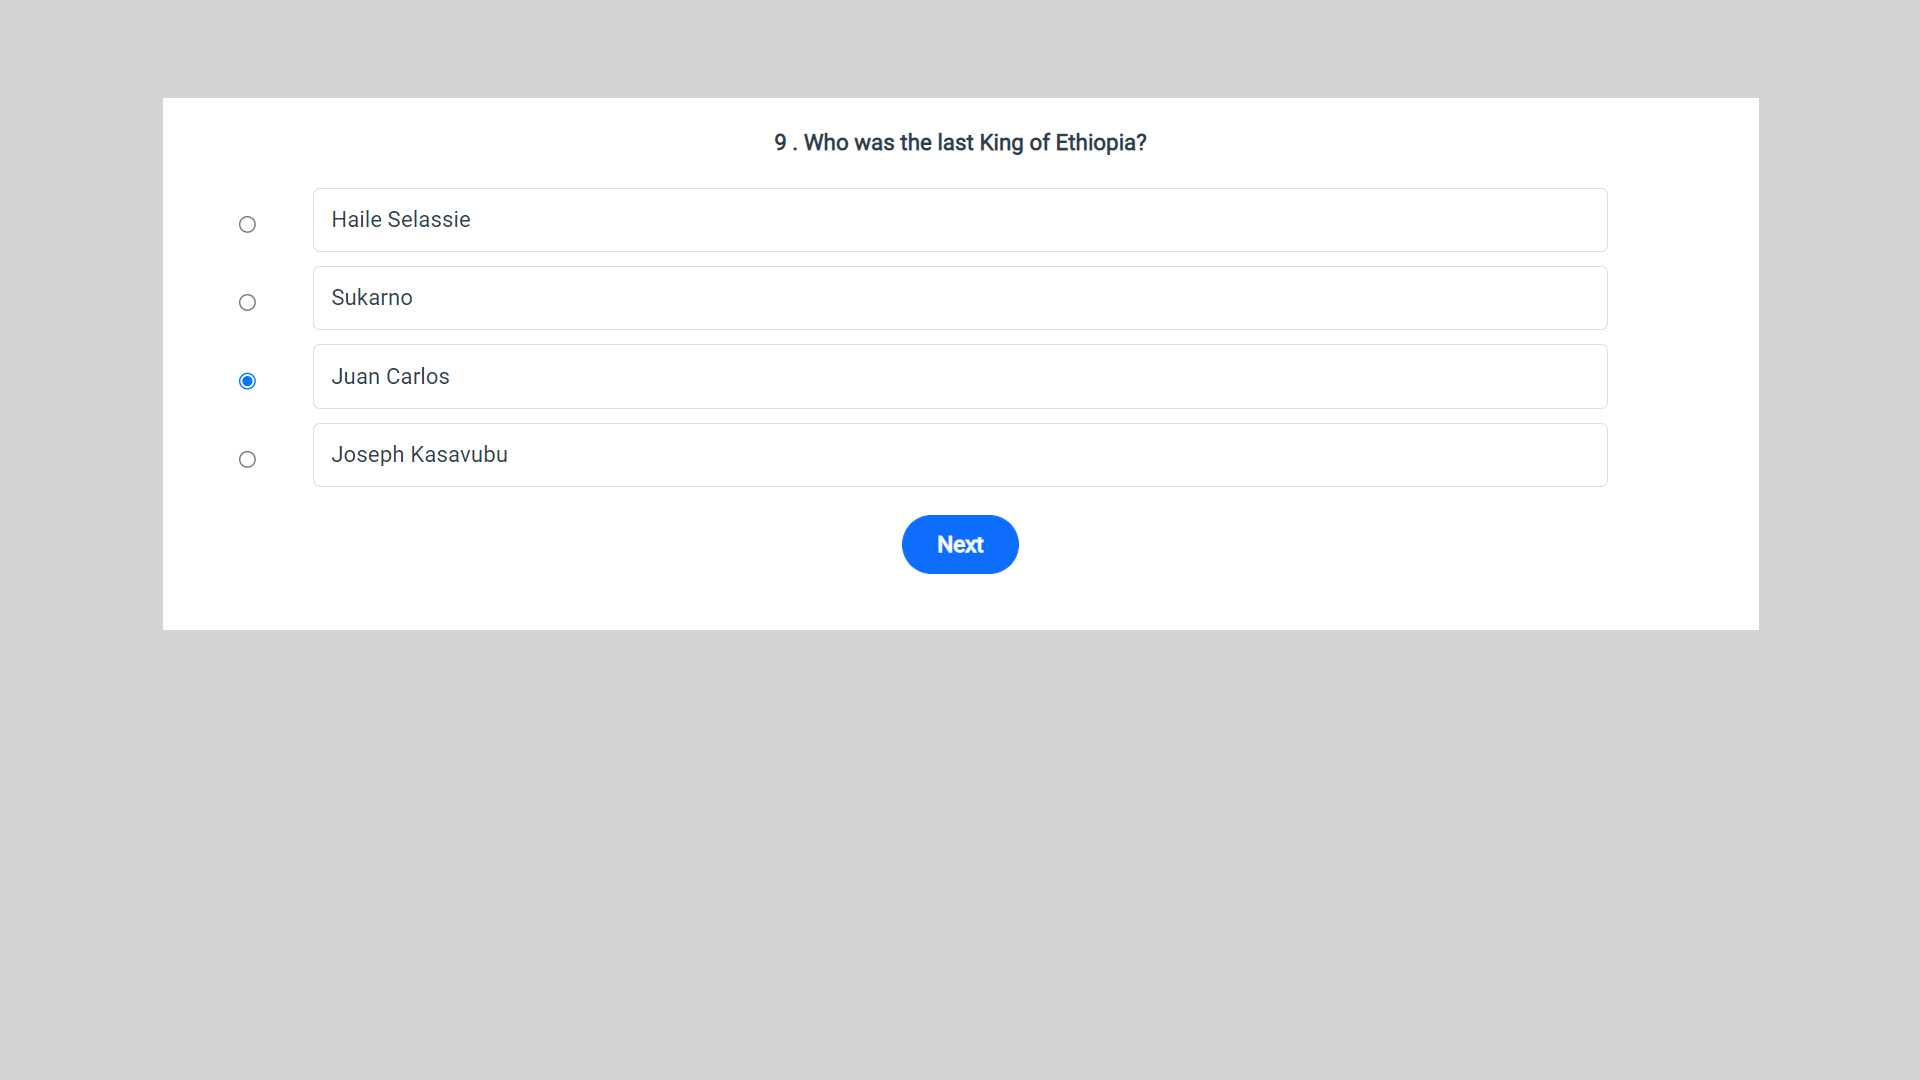 9 . Who was the last King of Ethiopia?
Haile Selassie
Sukarno
Juan Carlos
Joseph Kasavubu
Next